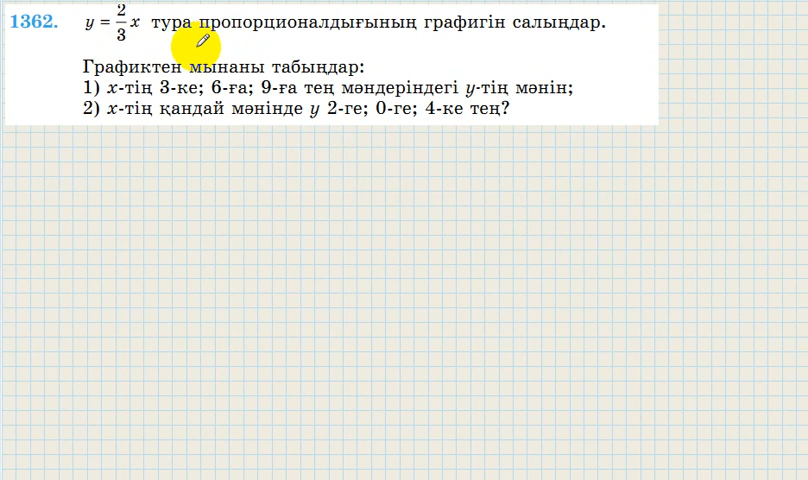 1362. y = 2/3 x тура пропорционалдығының графигін салыңдар.
Графиктен мынаны табыңдар:
1) x-тің 3-ке; 6-ға; 9-ға тең мәндеріндегі y-тің мәнін;
2) x-тің қандай мәнінде y 2-ге; 0-ге; 4-ке тең?